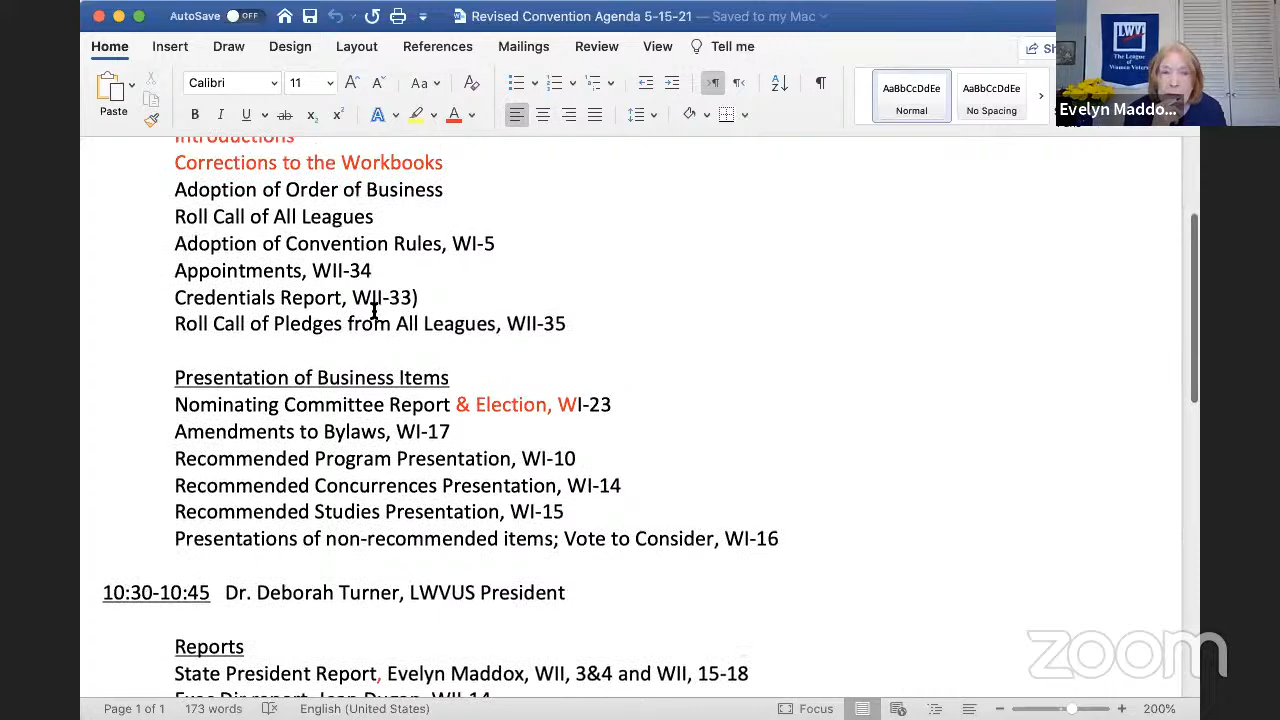 AutoSave OFF Revised Convention Agenda 5-15-21 — Saved to my Mac
Home Insert Draw Design Layout References Mailings Review View Tell me
LWV
The League
of
Women Voters
Evelyn Maddo...
Paste
Calibri 11
AaBbCcDdEe AaBbCcDdEe
Normal No Spacing
Introductions
Corrections to the Workbooks
Adoption of Order of Business
Roll Call of All Leagues
Adoption of Convention Rules, WI-5
Appointments, WII-34
Credentials Report, WII-33)
Roll Call of Pledges from All Leagues, WII-35
Presentation of Business Items
Nominating Committee Report & Election, WI-23
Amendments to Bylaws, WI-17
Recommended Program Presentation, WI-10
Recommended Concurrences Presentation, WI-14
Recommended Studies Presentation, WI-15
Presentations of non-recommended items; Vote to Consider, WI-16
10:30-10:45 Dr. Deborah Turner, LWVUS President
Reports
State President Report, Evelyn Maddox, WII, 3&4 and WII, 15-18
zoom
Page 1 of 1 173 words English (United States) Focus 200%